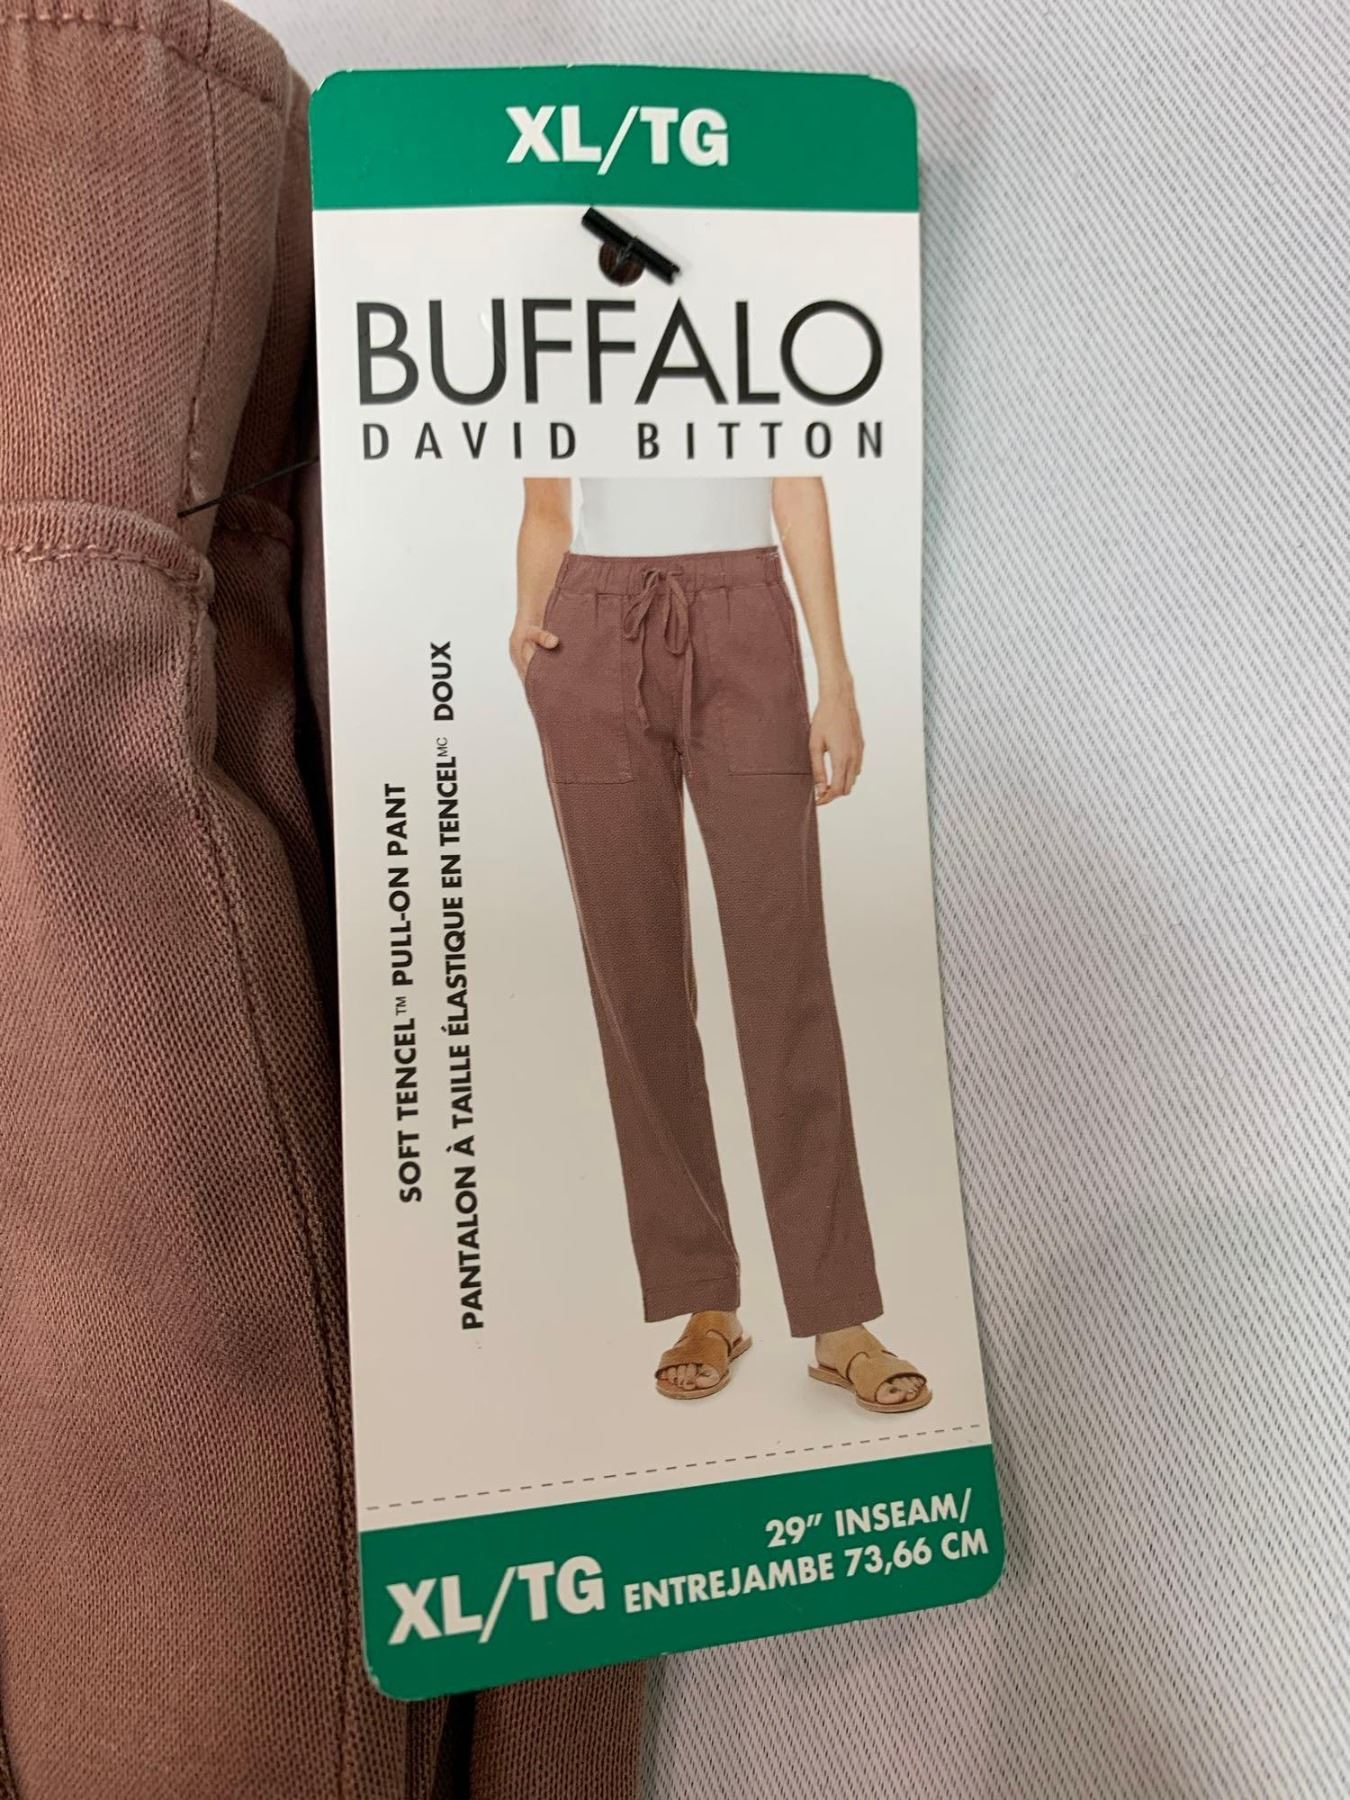 XL/TG
BUFFALO
DAVID BITTON
SOFT TENCEL™ PULL-ON PANT
PANTALON À TAILLE ÉLASTIQUE EN TENCELMC DOUX
XL/TG
29" INSEAM/
ENTREJAMBE 73,66 CM